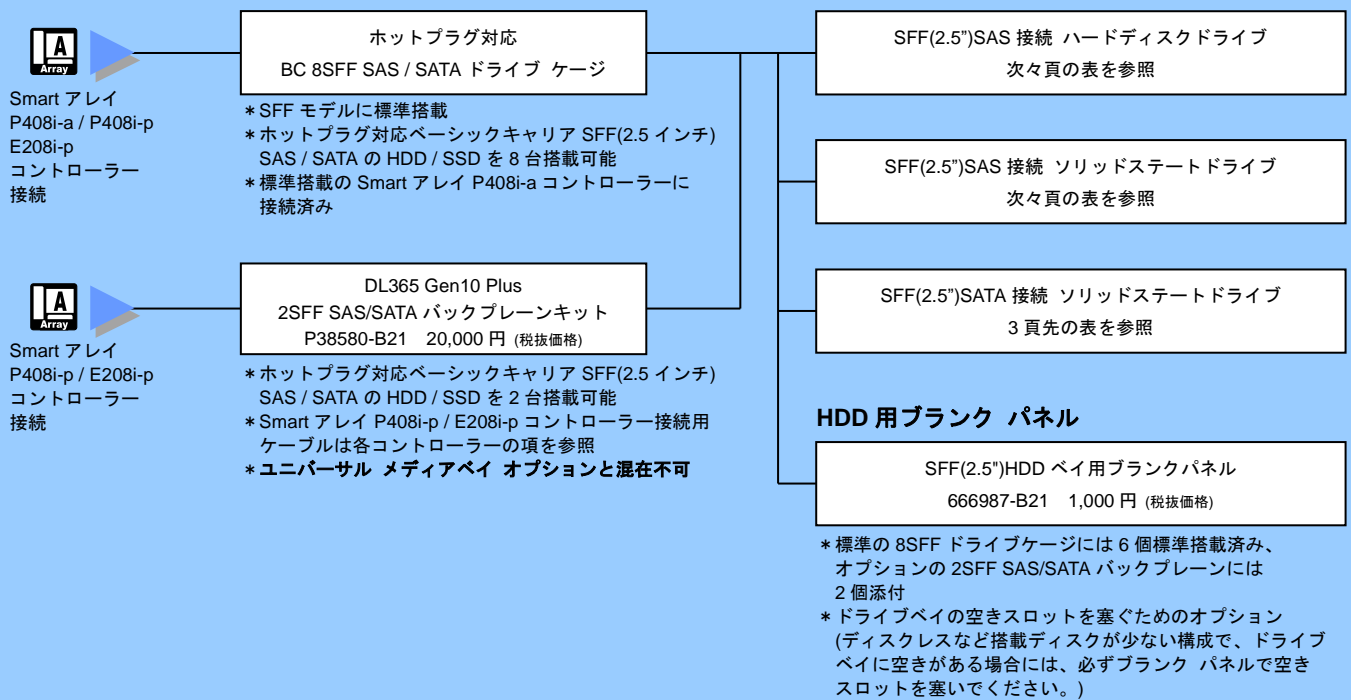 A
Array
Smart アレイ
P408i-a / P408i-p
E208i-p
コントローラー
接続
ホットプラグ対応
BC 8SFF SAS / SATA ドライブ ケージ
＊SFF モデルに標準搭載
＊ホットプラグ対応ベーシックキャリア SFF(2.5 インチ)
SAS / SATA の HDD / SSD を 8 台搭載可能
＊標準搭載の Smart アレイ P408i-a コントローラーに
接続済み
A
Array
Smart アレイ
P408i-p / E208i-p
コントローラー
接続
DL365 Gen10 Plus
2SFF SAS/SATA バックプレーンキット
P38580-B21 20,000 円 (税抜価格)
＊ホットプラグ対応ベーシックキャリア SFF(2.5 インチ)
SAS / SATA の HDD / SSD を 2 台搭載可能
＊Smart アレイ P408i-p / E208i-p コントローラー接続用
ケーブルは各コントローラーの項を参照
＊ユニバーサル メディアベイ オプションと混在不可
SFF(2.5”)SAS 接続 ハードディスクドライブ
次々頁の表を参照
SFF(2.5”)SAS 接続 ソリッドステートドライブ
次々頁の表を参照
SFF(2.5”)SATA 接続 ソリッドステートドライブ
3 頁先の表を参照
HDD 用ブランク パネル
SFF(2.5")HDD ベイ用ブランクパネル
666987-B21 1,000 円 (税抜価格)
＊標準の 8SFF ドライブケージには 6 個標準搭載済み、
オプションの 2SFF SAS/SATA バックプレーンには
2 個添付
＊ドライブベイの空きスロットを塞ぐためのオプション
(ディスクレスなど搭載ディスクが少ない構成で、ドライブ
ベイに空きがある場合には、必ずブランク パネルで空き
スロットを塞いでください。)